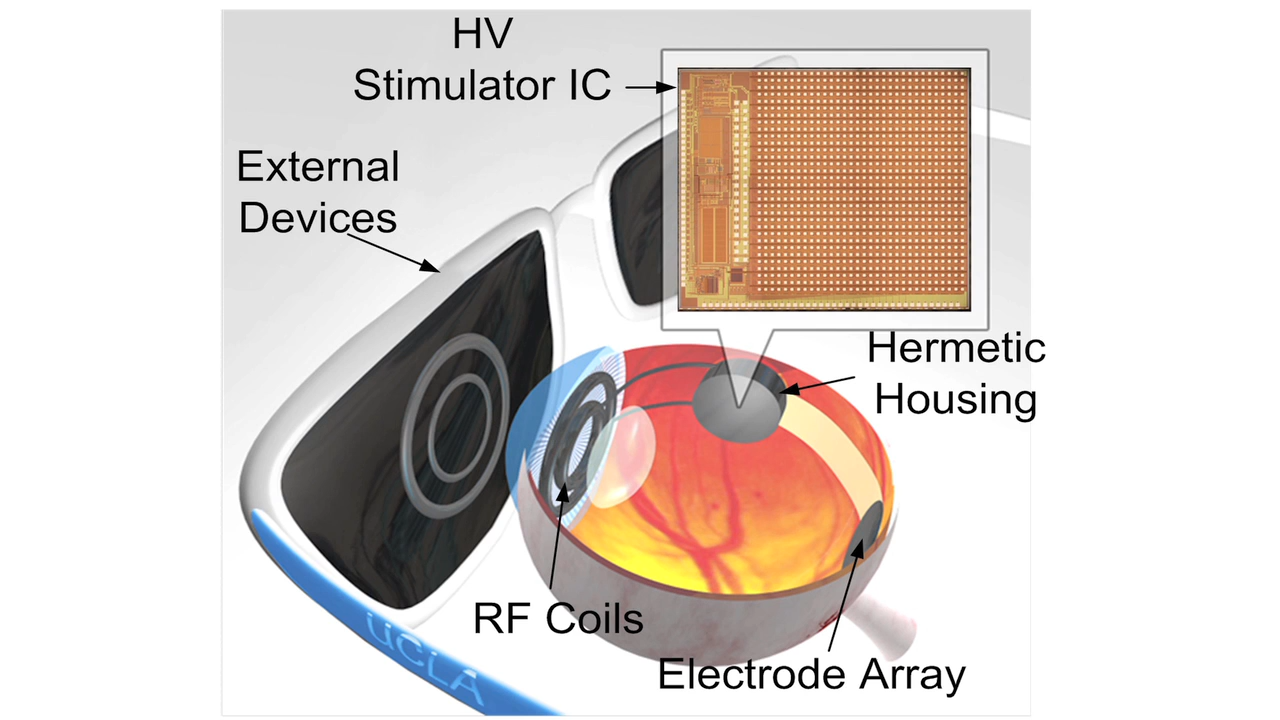 HV
Stimulator IC
External
Devices
Hermetic
Housing
RF Coils
Electrode Array
UCLA